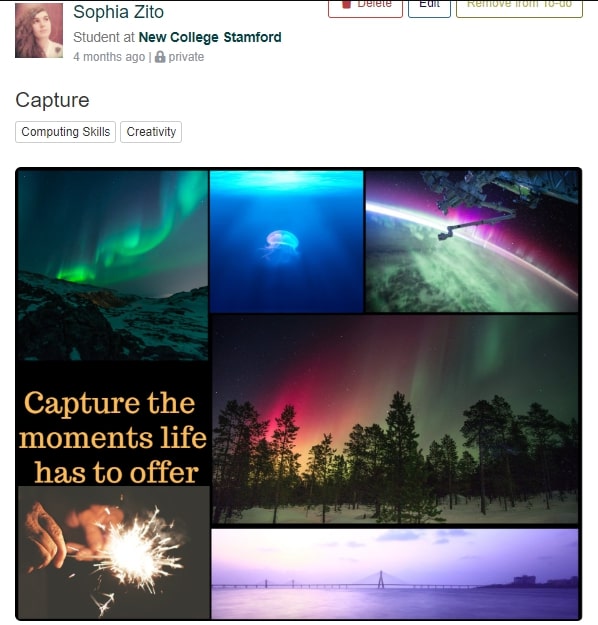 Sophia Zito
Delete
Edit
Remove from To-do
Student at New College Stamford
4 months ago | private
Capture
Computing Skills
Creativity
Capture the
moments life
has to offer